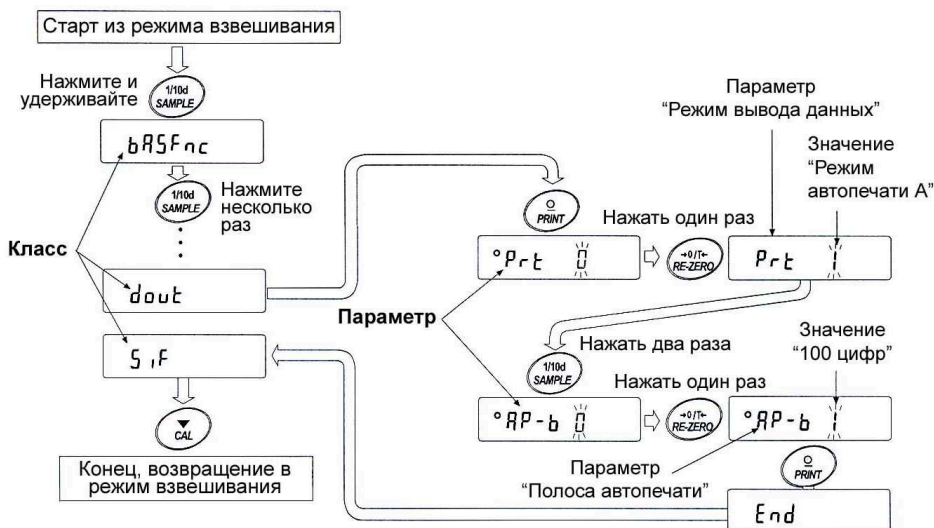 Старт из режима взвешивания
Нажмите и
удерживайте
1/10d
SAMPLE
bASFnc
1/10d
SAMPLE
Нажмите
несколько
раз
Класс
dout
S iF
CAL
Конец, возвращение в
режим взвешивания
PRINT
°Prt 0
Параметр
Нажать один раз
→0/T←
RE-ZERO
Параметр
“Режим вывода данных”
Значение
“Режим
автопечати А”
Prt 1
Нажать два раза
1/10d
SAMPLE
°AP-b 0
Нажать один раз
→0/T←
RE-ZERO
Значение
“100 цифр”
°AP-b 1
Параметр
“Полоса автопечати”
PRINT
End